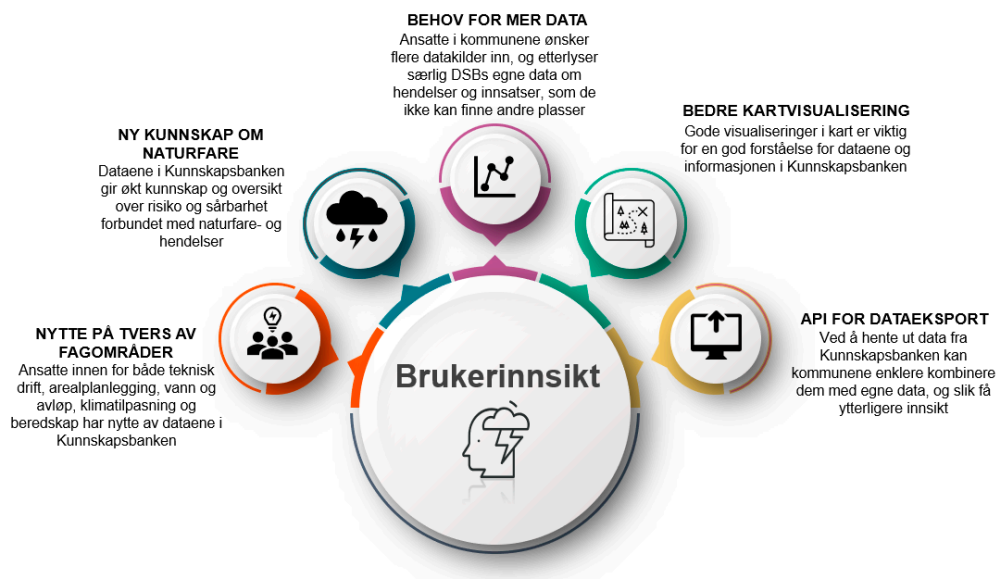 BEHOV FOR MER DATA
Ansatte i kommunene ønsker
flere datakilder inn, og etterlyser
særlig DSBs egne data om
hendelser og innsatser, som de
ikke kan finne andre plasser
NY KUNNSKAP OM
NATURFARE
Dataene i Kunnskapsbanken
gir økt kunnskap og oversikt
over risiko og sårbarhet
forbundet med naturfare- og
hendelser
BEDRE KARTVISUALISERING
Gode visualiseringer i kart er viktig
for en god forståelse for dataene og
informasjonen i Kunnskapsbanken
NYTTE PÅ TVERS AV
FAGOMRÅDER
Ansatte innen for både teknisk
drift, arealplanlegging, vann og
avløp, klimatilpasning og
beredskap har nytte av dataene i
Kunnskapsbanken
API FOR DATAEKSPORT
Ved å hente ut data fra
Kunnskapsbanken kan
kommunene enklere kombinere
dem med egne data, og slik få
ytterligere innsikt
Brukerinnsikt